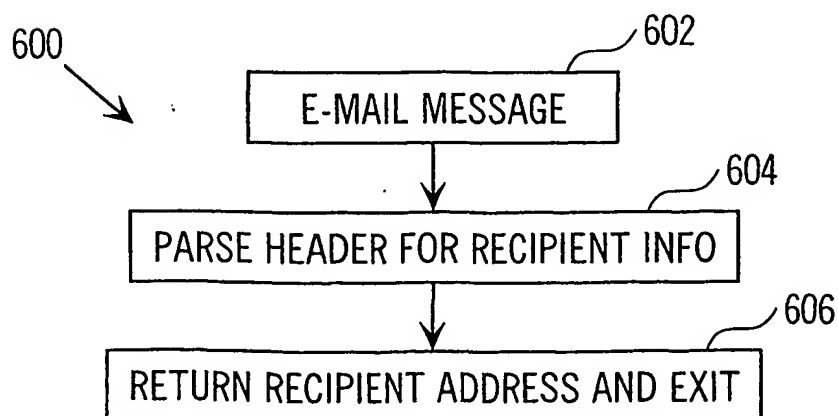 600
602
E-MAIL MESSAGE
604
PARSE HEADER FOR RECIPIENT INFO
606
RETURN RECIPIENT ADDRESS AND EXIT